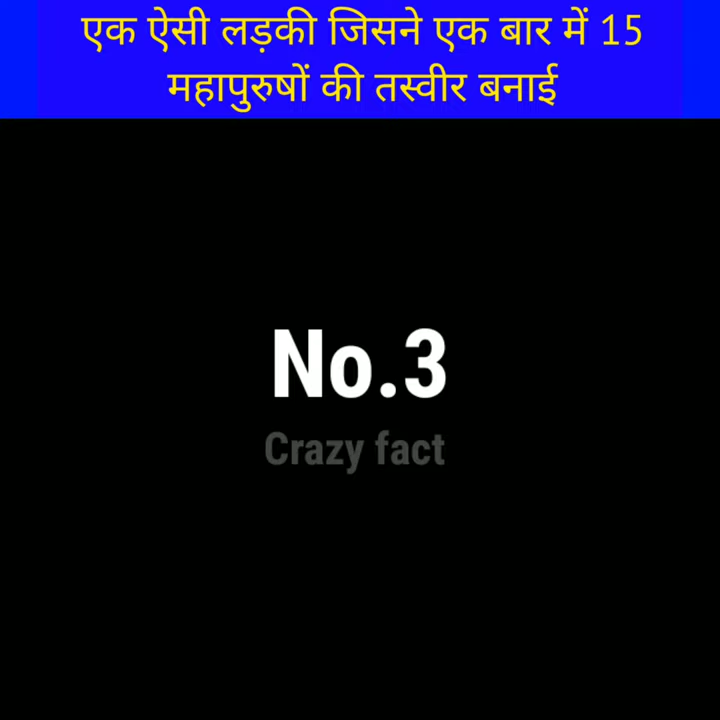 एक ऐसी लड़की जिसने एक बार में 15
महापुरुषों की तस्वीर बनाई
No.3
Crazy fact